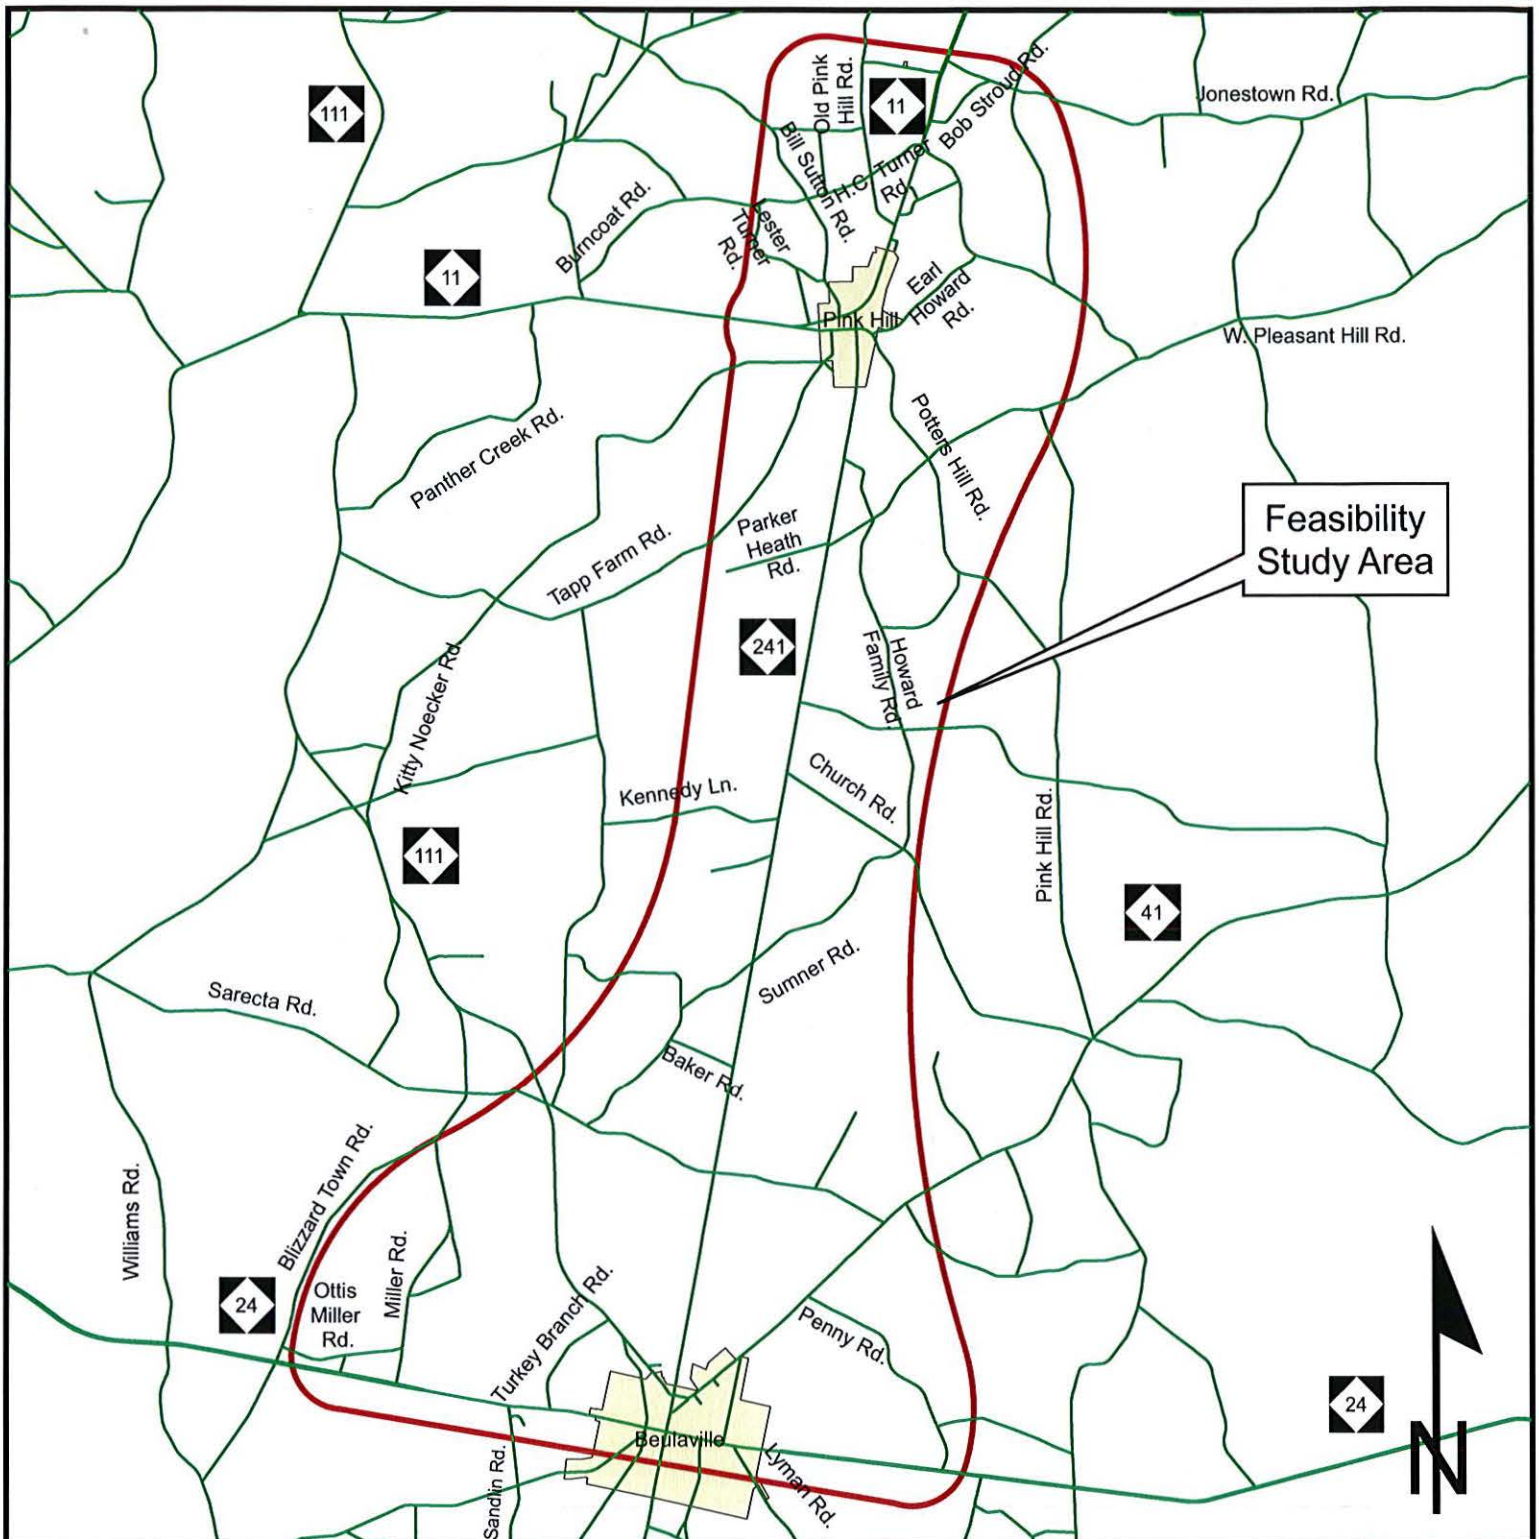 Old Pink
Hill Rd.
Bob Stroud Rd.
Jonestown Rd.
111
11
Bill Sutton Rd.
H.C. Turner
Rd.
Burncoat Rd.
Lester
Turner
Rd.
11
Earl
Howard
Rd.
Pink Hill
W. Pleasant Hill Rd.
Panther Creek Rd.
Potters Hill Rd.
Feasibility
Study Area
Parker
Heath
Rd.
Tapp Farm Rd.
241
Howard
Family Rd.
Kitty Noecker Rd.
Church Rd.
Kennedy Ln.
Pink Hill Rd.
111
41
Sumner Rd.
Sarecta Rd.
Baker Rd.
Blizzard Town Rd.
Williams Rd.
Miller Rd.
24
Ottis
Miller
Rd.
Turkey Branch Rd.
Penny Rd.
24
Beulaville
Sandlin Rd.
Lyman Rd.
N